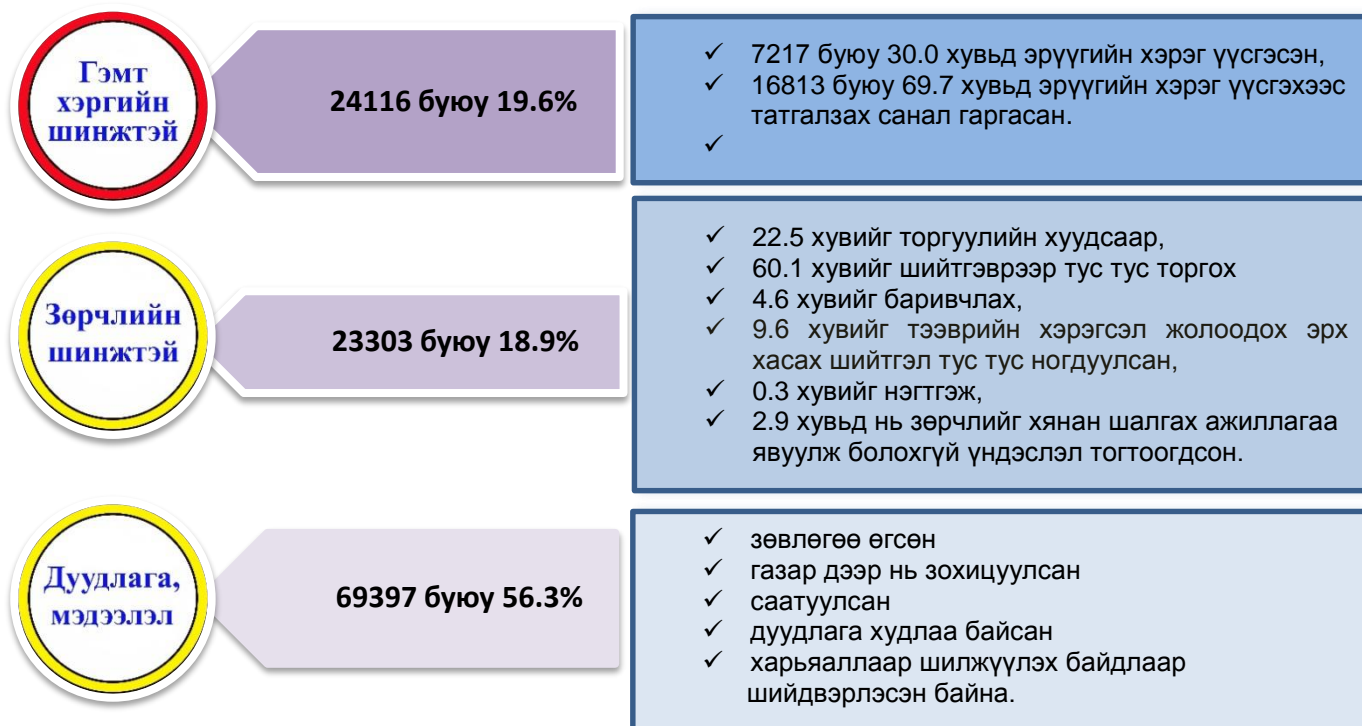 Гэмт
хэргийн
шинжтэй
24116 буюу 19.6%
✓ 7217 буюу 30.0 хувьд эрүүгийн хэрэг үүсгэсэн,
✓ 16813 буюу 69.7 хувьд эрүүгийн хэрэг үүсгэхээс
татгалзах санал гаргасан.
✓
Зөрчлийн
шинжтэй
23303 буюу 18.9%
✓ 22.5 хувийг торгуулийн хуудсаар,
✓ 60.1 хувийг шийтгэврээр тус тус торгох
✓ 4.6 хувийг баривчлах,
✓ 9.6 хувийг тээврийн хэрэгсэл жолоодох эрх
хасах шийтгэл тус тус ногдуулсан,
✓ 0.3 хувийг нэгтгэж,
✓ 2.9 хувьд нь зөрчлийг хянан шалгах ажиллагаа
явуулж болохгүй үндэслэл тогтоогдсон.
Дуудлага,
мэдээлэл
69397 буюу 56.3%
✓ зөвлөгөө өгсөн
✓ газар дээр нь зохицуулсан
✓ саатуулсан
✓ дуудлага худлаа байсан
✓ харьяаллаар шилжүүлэх байдлаар
шийдвэрлэсэн байна.